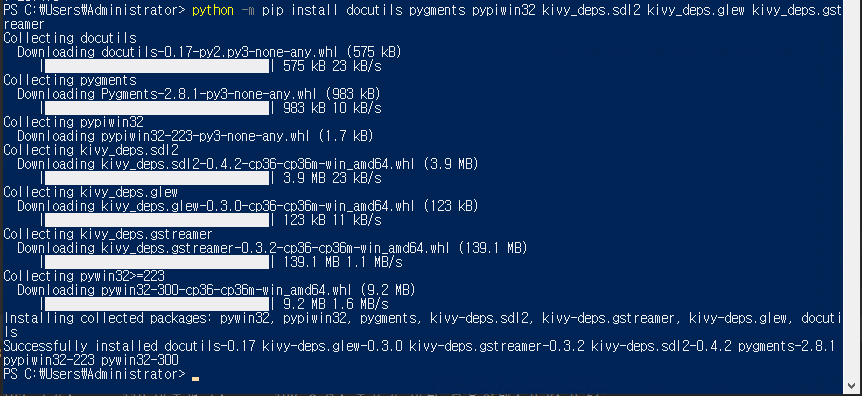 PS C:₩Users₩Administrator> python -m pip install docutils pygments pypiwin32 kivy_deps.sdl2 kivy_deps.glew kivy_deps.gst
reamer
Collecting docutils
  Downloading docutils-0.17-py2.py3-none-any.whl (575 kB)
     |████████████████████████████████| 575 kB 23 kB/s
Collecting pygments
  Downloading Pygments-2.8.1-py3-none-any.whl (983 kB)
     |████████████████████████████████| 983 kB 10 kB/s
Collecting pypiwin32
  Downloading pypiwin32-223-py3-none-any.whl (1.7 kB)
Collecting kivy_deps.sdl2
  Downloading kivy_deps.sdl2-0.4.2-cp36-cp36m-win_amd64.whl (3.9 MB)
     |████████████████████████████████| 3.9 MB 23 kB/s
Collecting kivy_deps.glew
  Downloading kivy_deps.glew-0.3.0-cp36-cp36m-win_amd64.whl (123 kB)
     |████████████████████████████████| 123 kB 11 kB/s
Collecting kivy_deps.gstreamer
  Downloading kivy_deps.gstreamer-0.3.2-cp36-cp36m-win_amd64.whl (139.1 MB)
     |████████████████████████████████| 139.1 MB 1.1 MB/s
Collecting pywin32>=223
  Downloading pywin32-300-cp36-cp36m-win_amd64.whl (9.2 MB)
     |████████████████████████████████| 9.2 MB 1.6 MB/s
Installing collected packages: pywin32, pypiwin32, pygments, kivy-deps.sdl2, kivy-deps.gstreamer, kivy-deps.glew, docuti
ls
Successfully installed docutils-0.17 kivy-deps.glew-0.3.0 kivy-deps.gstreamer-0.3.2 kivy-deps.sdl2-0.4.2 pygments-2.8.1
pypiwin32-223 pywin32-300
PS C:₩Users₩Administrator> _